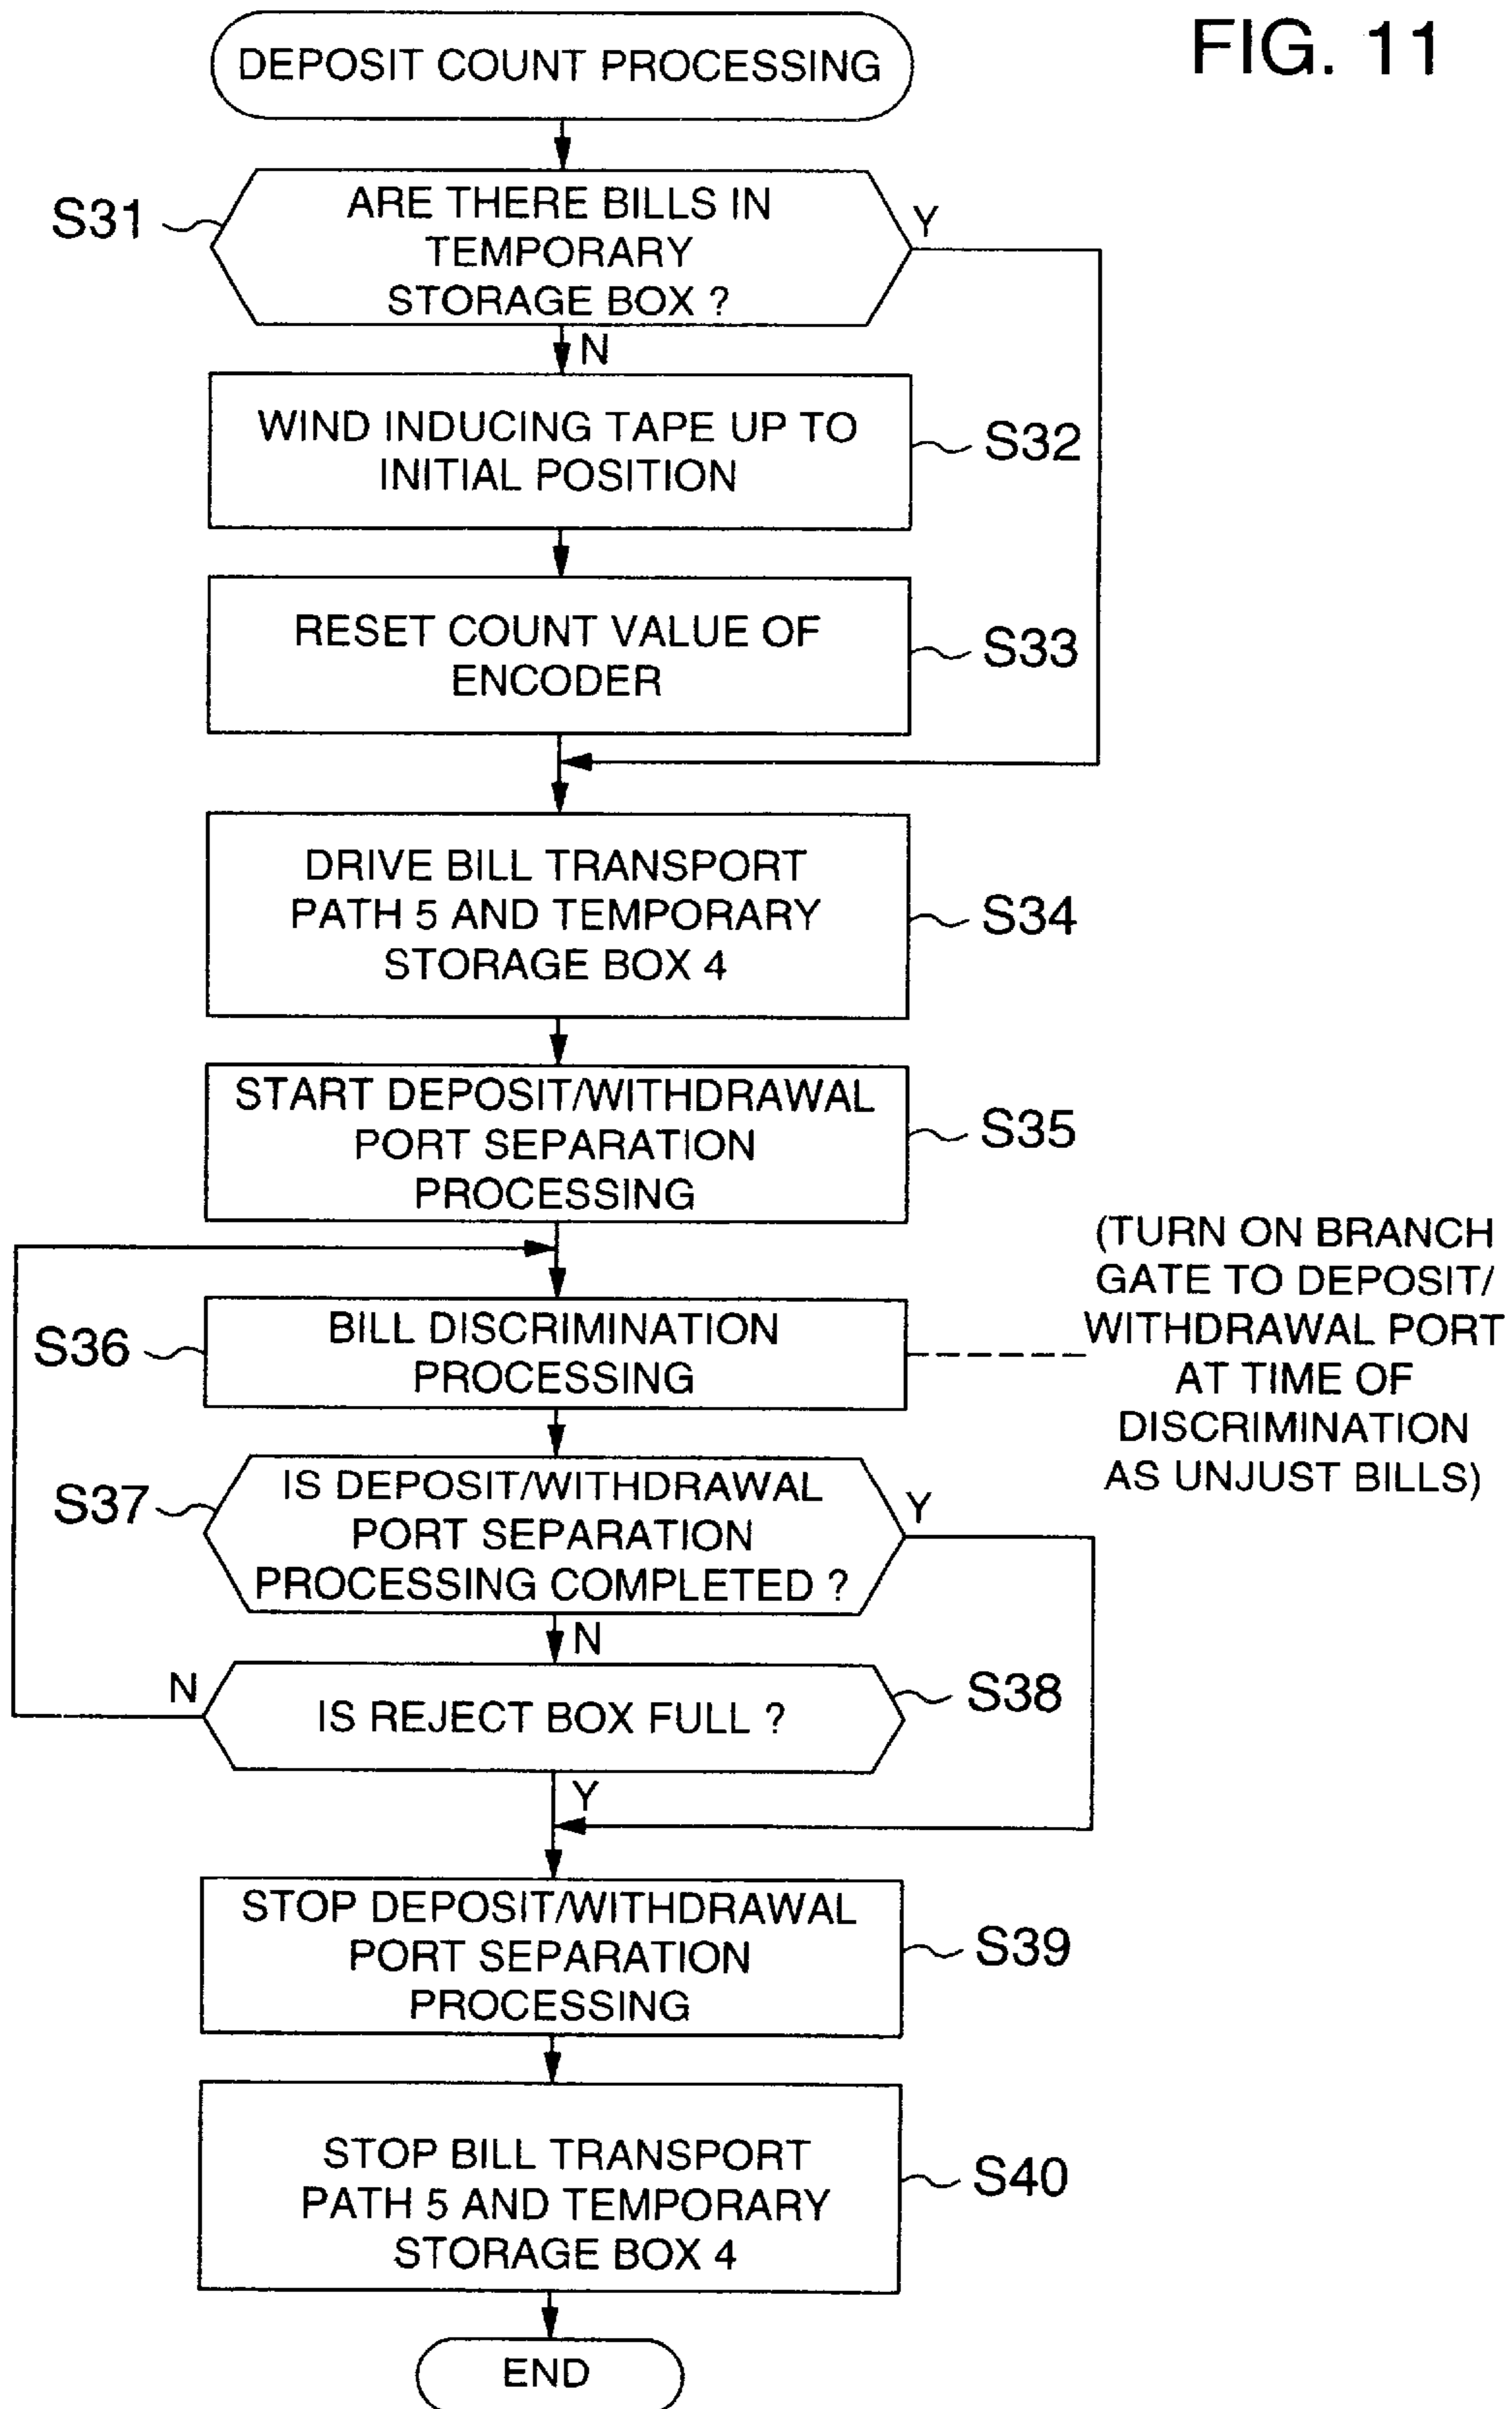 FIG. 11
DEPOSIT COUNT PROCESSING
S31
ARE THERE BILLS IN
TEMPORARY
STORAGE BOX ?
Y
N
WIND INDUCING TAPE UP TO
INITIAL POSITION
S32
RESET COUNT VALUE OF
ENCODER
S33
DRIVE BILL TRANSPORT
PATH 5 AND TEMPORARY
STORAGE BOX 4
S34
START DEPOSIT/WITHDRAWAL
PORT SEPARATION
PROCESSING
S35
S36
BILL DISCRIMINATION
PROCESSING
(TURN ON BRANCH
GATE TO DEPOSIT/
WITHDRAWAL PORT
AT TIME OF
DISCRIMINATION
AS UNJUST BILLS)
S37
IS DEPOSIT/WITHDRAWAL
PORT SEPARATION
PROCESSING COMPLETED ?
Y
N
N
IS REJECT BOX FULL ?
S38
Y
STOP DEPOSIT/WITHDRAWAL
PORT SEPARATION
PROCESSING
S39
STOP BILL TRANSPORT
PATH 5 AND TEMPORARY
STORAGE BOX 4
S40
END